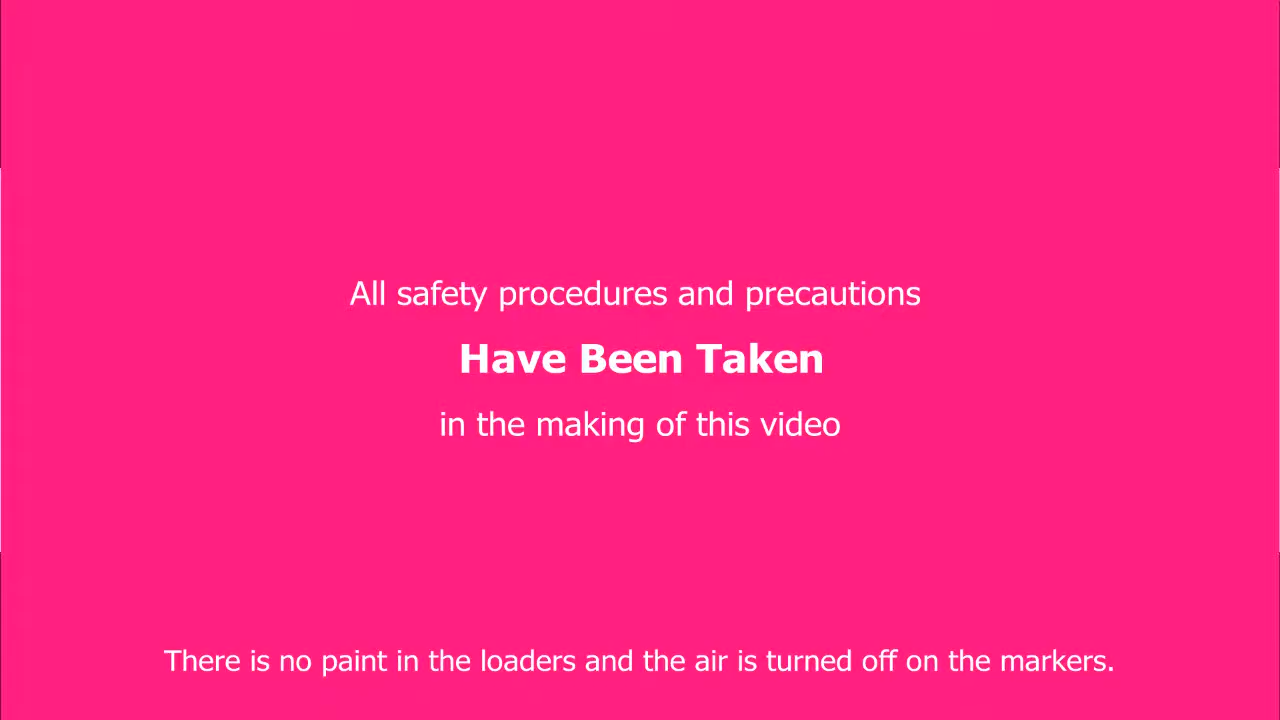 All safety procedures and precautions
Have Been Taken
in the making of this video
There is no paint in the loaders and the air is turned off on the markers.